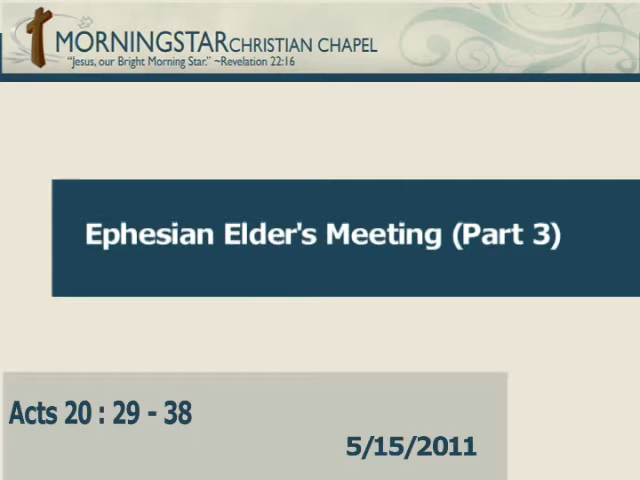 MORNINGSTAR CHRISTIAN CHAPEL
"Jesus, our Bright Morning Star." ~Revelation 22:16
Ephesian Elder's Meeting (Part 3)
Acts 20 : 29 - 38
5/15/2011